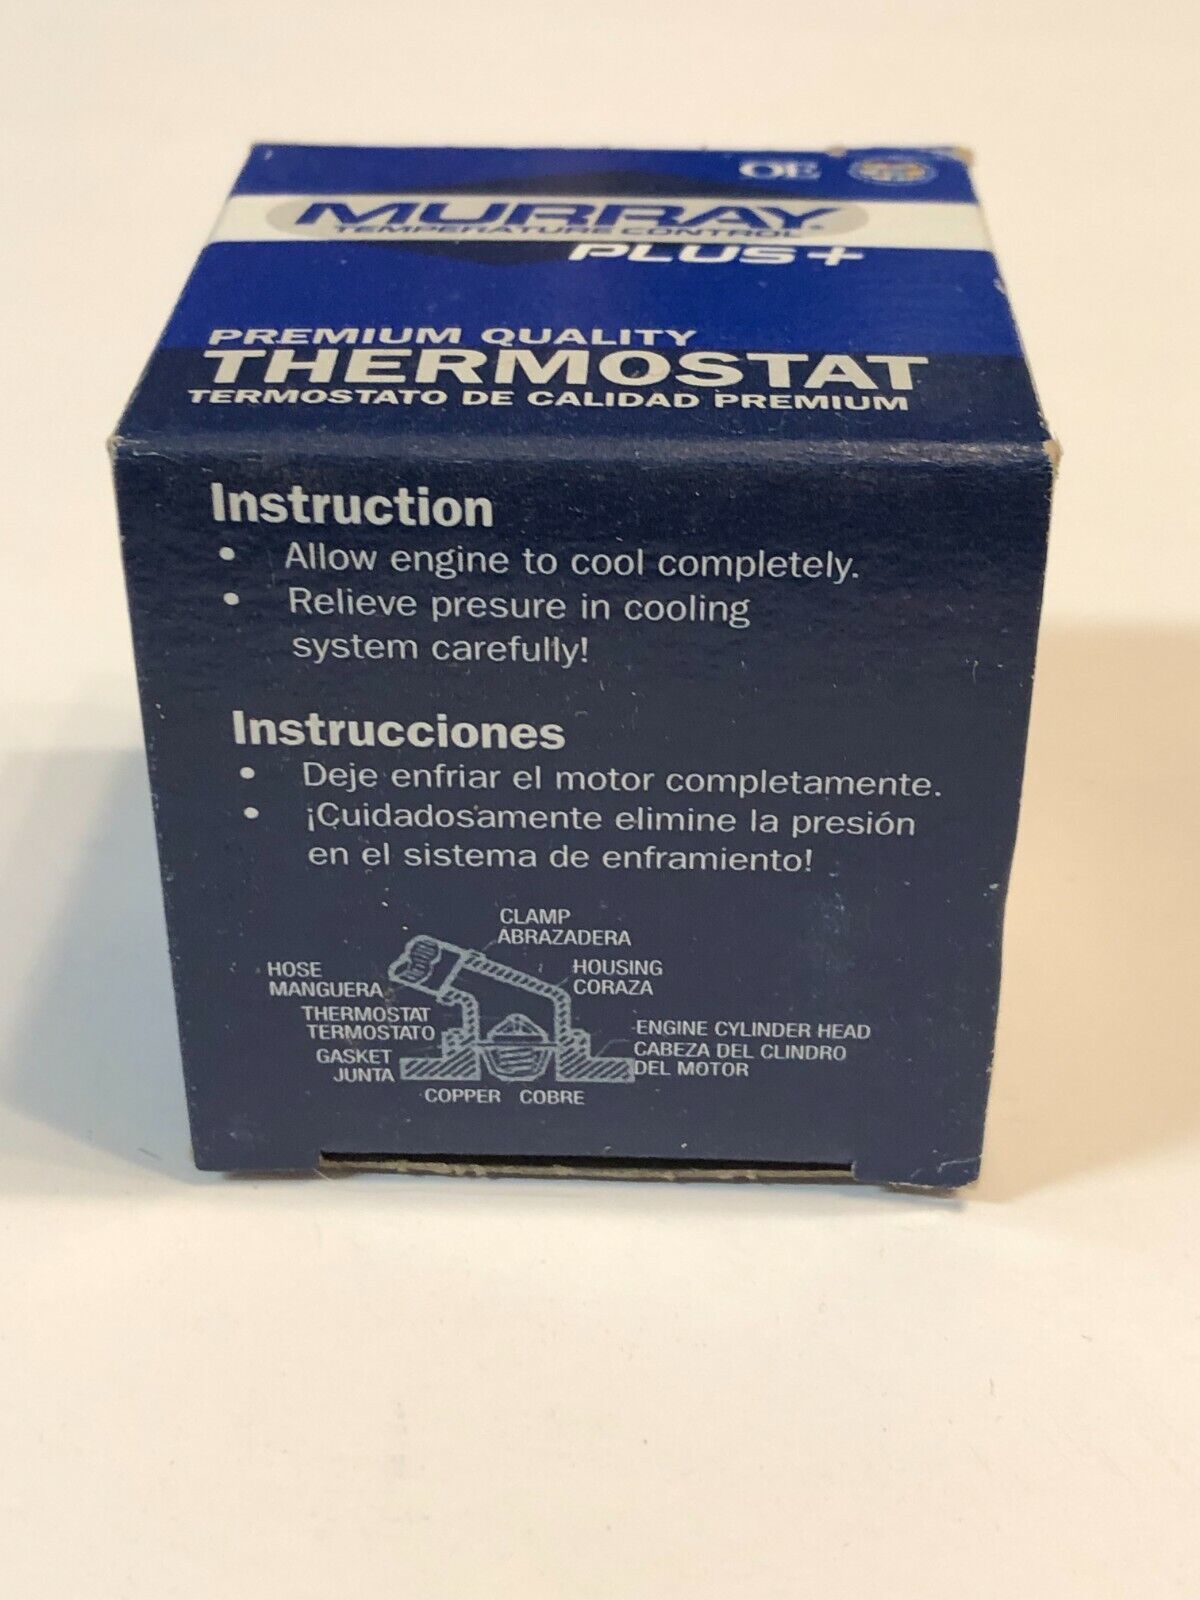 OE
MURRAY®
TEMPERATURE CONTROL
PLUS+
PREMIUM QUALITY
THERMOSTAT
TERMOSTATO DE CALIDAD PREMIUM
Instruction
• Allow engine to cool completely.
• Relieve presure in cooling
system carefully!
Instrucciones
• Deje enfriar el motor completamente.
• ¡Cuidadosamente elimine la presión
en el sistema de enframiento!
CLAMP
ABRAZADERA
HOSE
MANGUERA
HOUSING
CORAZA
THERMOSTAT
TERMOSTATO
ENGINE CYLINDER HEAD
CABEZA DEL CLINDRO
DEL MOTOR
GASKET
JUNTA
COPPER COBRE